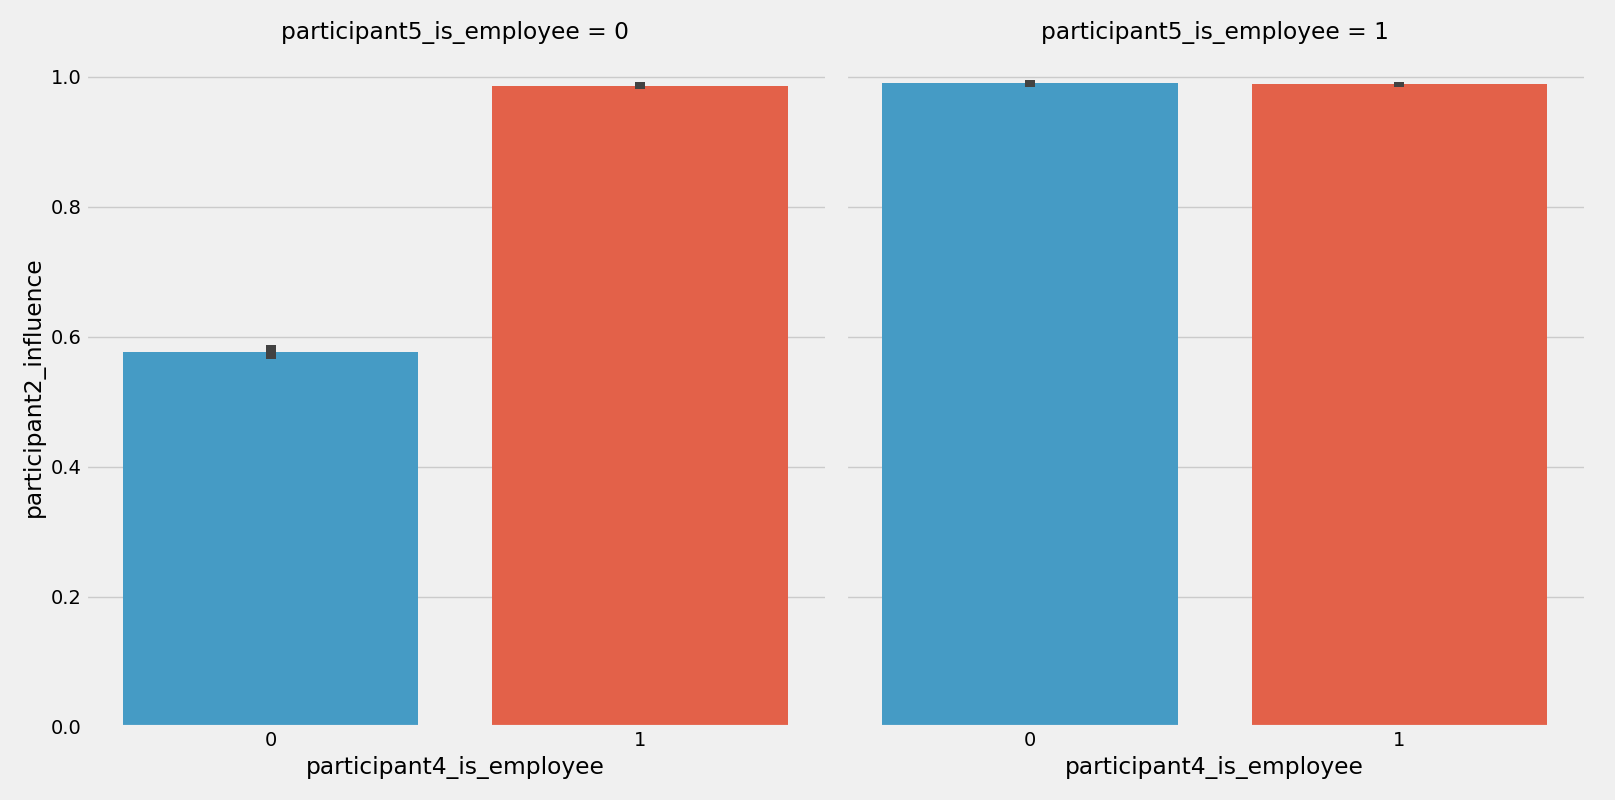 participant5_is_employee = 0
participant5_is_employee = 1
participant2_influence
1.0
0.8
0.6
0.4
0.2
0.0
0
1
0
1
participant4_is_employee
participant4_is_employee